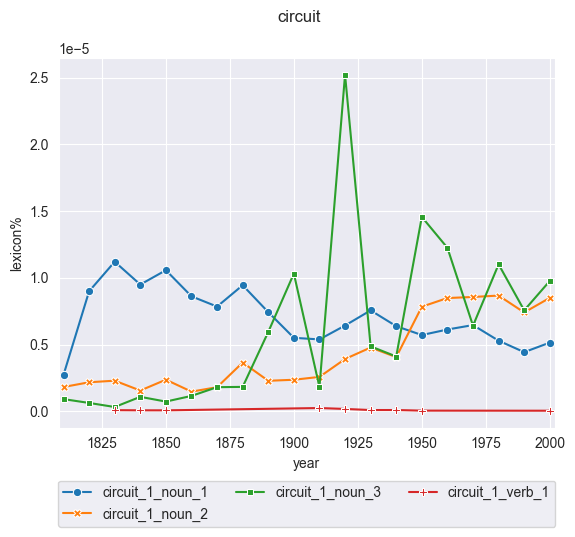 circuit
1e−5
2.5
2.0
1.5
1.0
0.5
0.0
lexicon%
1825 1850 1875 1900 1925 1950 1975 2000
year
circuit_1_noun_1 circuit_1_noun_3 circuit_1_verb_1
circuit_1_noun_2